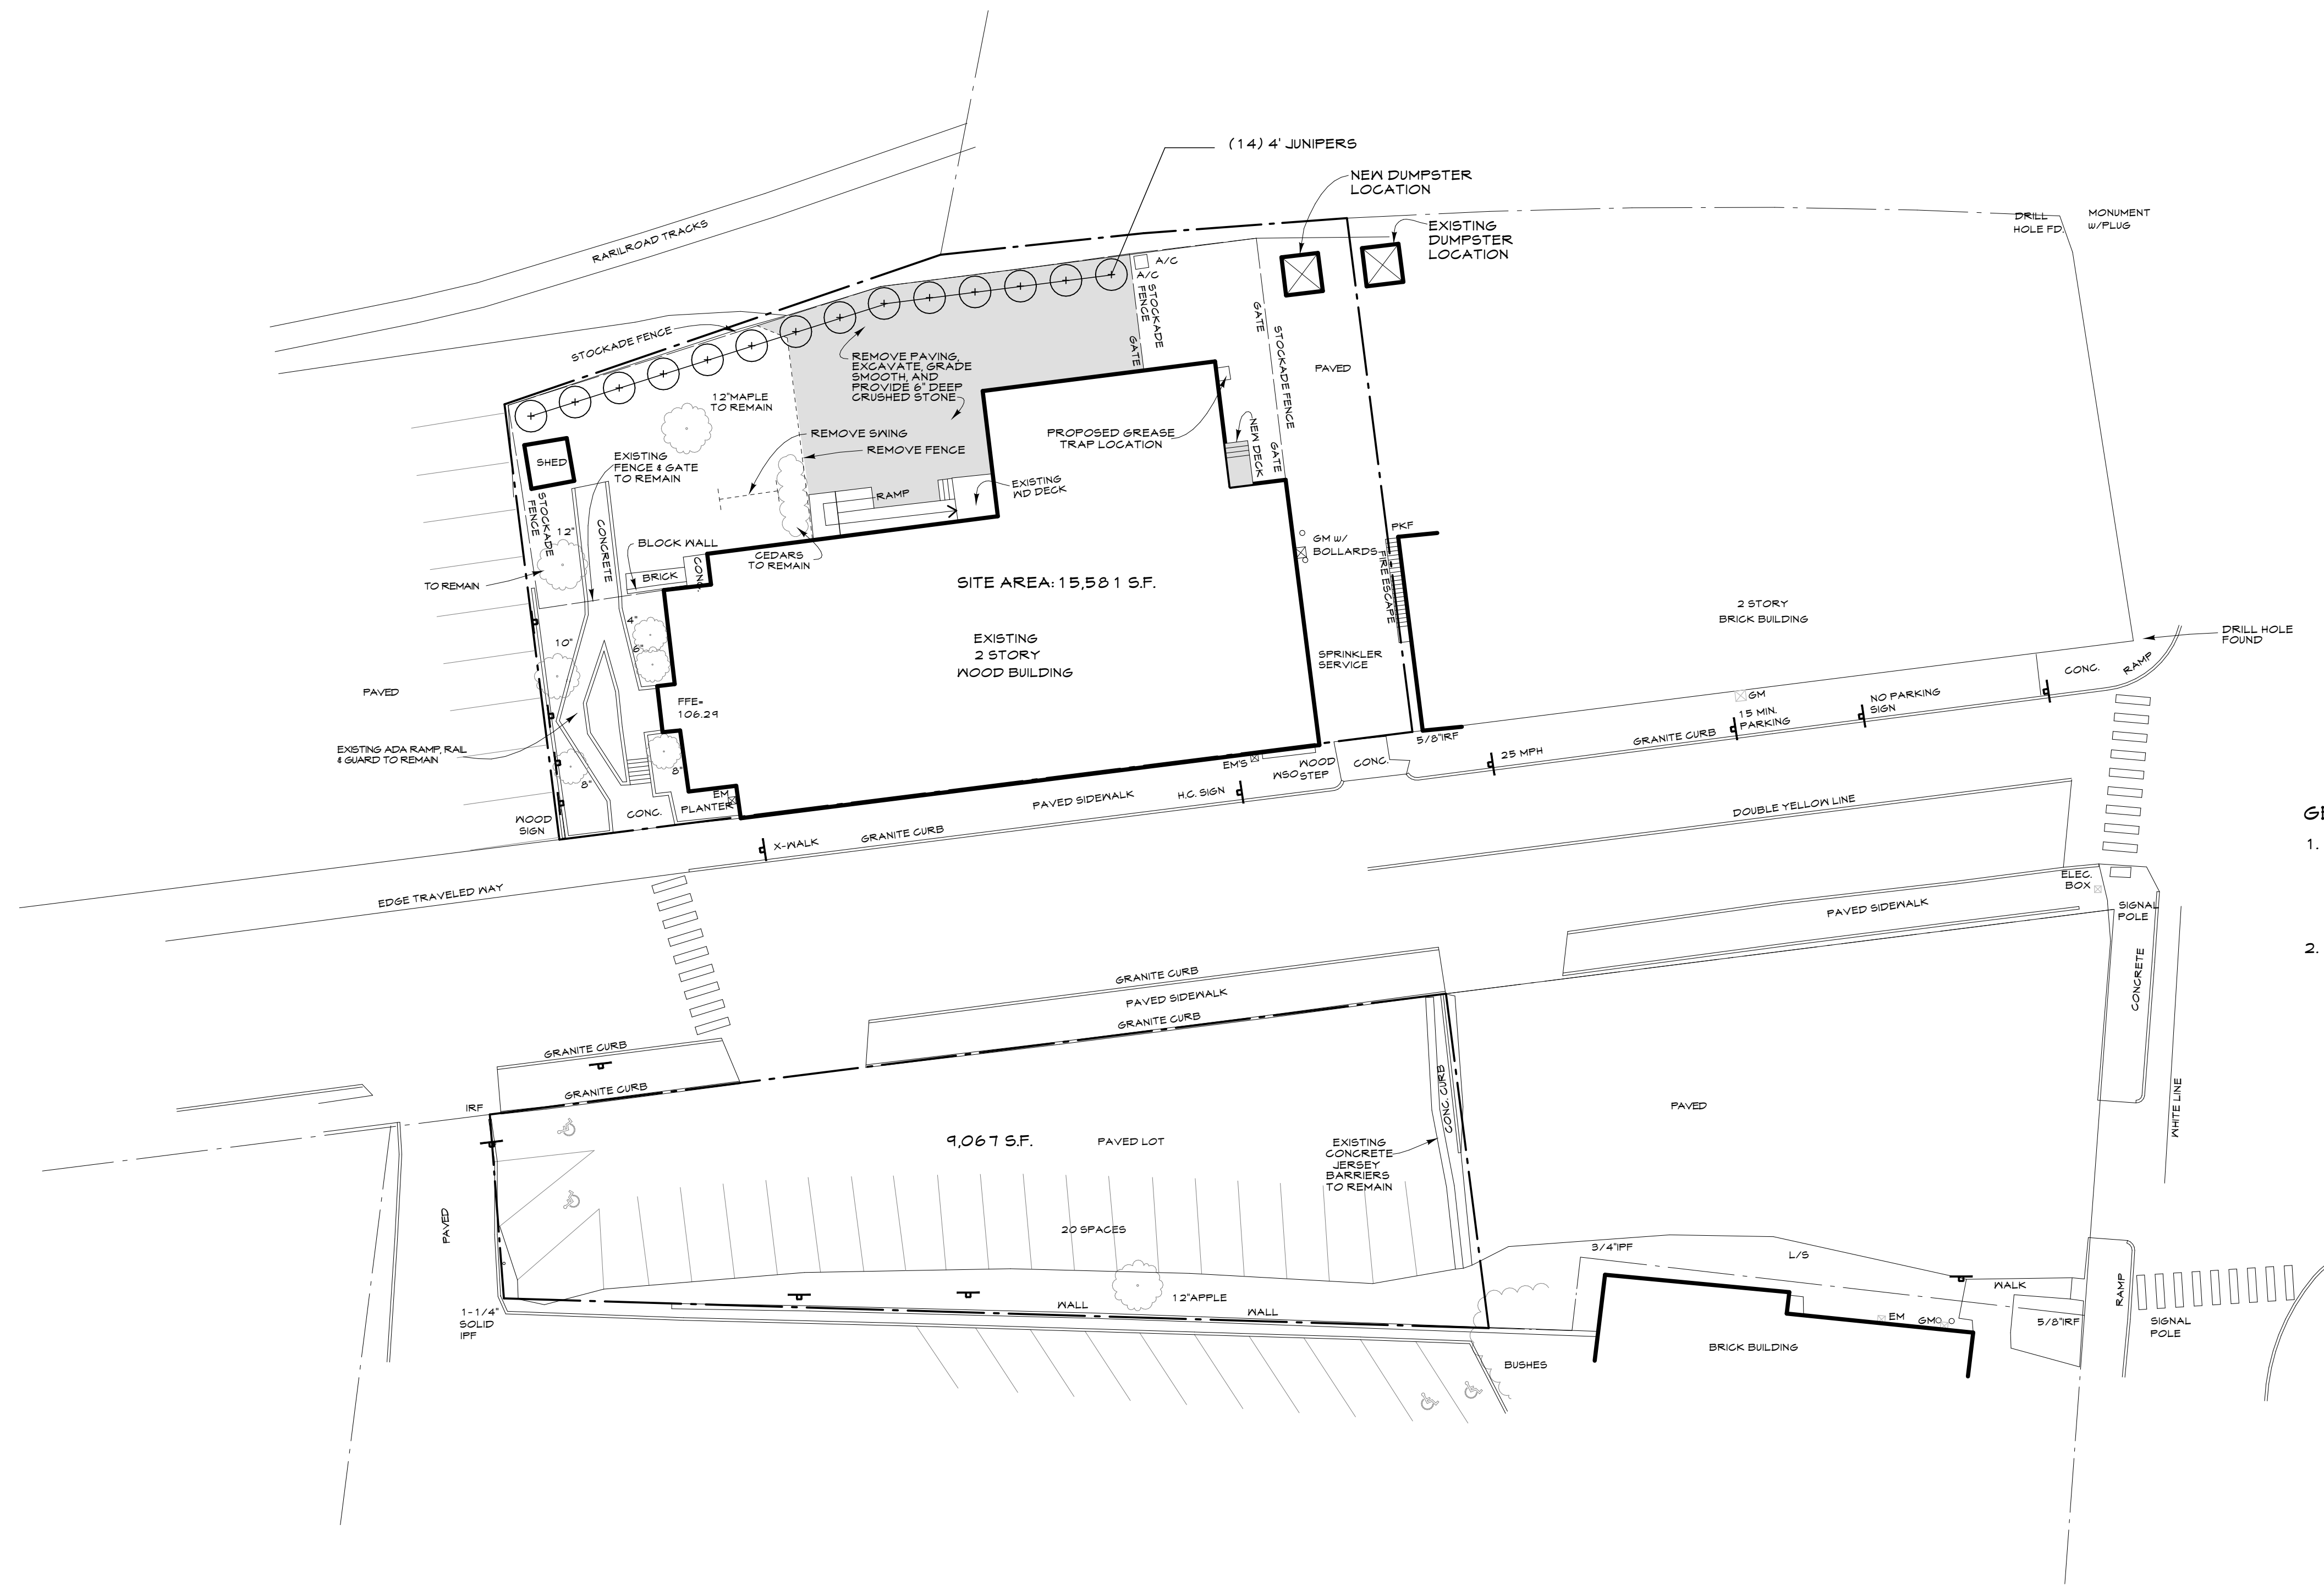 (14) 4' JUNIPERS
NEW DUMPSTER
LOCATION
EXISTING
DUMPSTER
LOCATION
DRILL
HOLE FD.
MONUMENT
W/PLUG
RARILROAD TRACKS
A/C
A/C
STOCKADE
FENCE
GATE
STOCKADE FENCE
REMOVE PAVING,
EXCAVATE, GRADE
SMOOTH, AND
PROVIDE 6" DEEP
CRUSHED STONE
GATE
STOCKADE FENCE
GATE
PAVED
12"MAPLE
TO REMAIN
REMOVE SWING
REMOVE FENCE
PROPOSED GREASE
TRAP LOCATION
NEW DECK
SHED
EXISTING
FENCE & GATE
TO REMAIN
STOCKADE
FENCE
12"
CONCRETE
RAMP
EXISTING
WD DECK
BLOCK WALL
BRICK
CONC.
CEDARS
TO REMAIN
TO REMAIN
SITE AREA: 15,581 S.F.
GM W/
BOLLARDS
PKF
FIRE ESCAPE
4"
6"
10"
EXISTING
2 STORY
WOOD BUILDING
SPRINKLER
SERVICE
2 STORY
BRICK BUILDING
DRILL HOLE
FOUND
CONC.
RAMP
PAVED
FFE=
106.29
GM
15 MIN.
PARKING
NO PARKING
SIGN
EXISTING ADA RAMP, RAIL
& GUARD TO REMAIN
8"
8"
EM
PLANTER
CONC.
WOOD
SIGN
5/8"IRF
GRANITE CURB
25 MPH
EM'S
WOOD
STEP
WSO
CONC.
PAVED SIDEWALK
H.C. SIGN
X-WALK
GRANITE CURB
DOUBLE YELLOW LINE
GE
1.
2.
EDGE TRAVELED WAY
ELEC.
BOX
PAVED SIDEWALK
SIGNAL
POLE
CONCRETE
WHITE LINE
GRANITE CURB
PAVED SIDEWALK
GRANITE CURB
GRANITE CURB
GRANITE CURB
IRF
CONC. CURB
PAVED
9,067 S.F.
PAVED LOT
EXISTING
CONCRETE
JERSEY
BARRIERS
TO REMAIN
PAVED
20 SPACES
3/4"IPF
L/S
WALK
RAMP
12"APPLE
WALL
WALL
1-1/4"
SOLID
IPF
EM
GM
5/8"IRF
SIGNAL
POLE
BRICK BUILDING
BUSHES